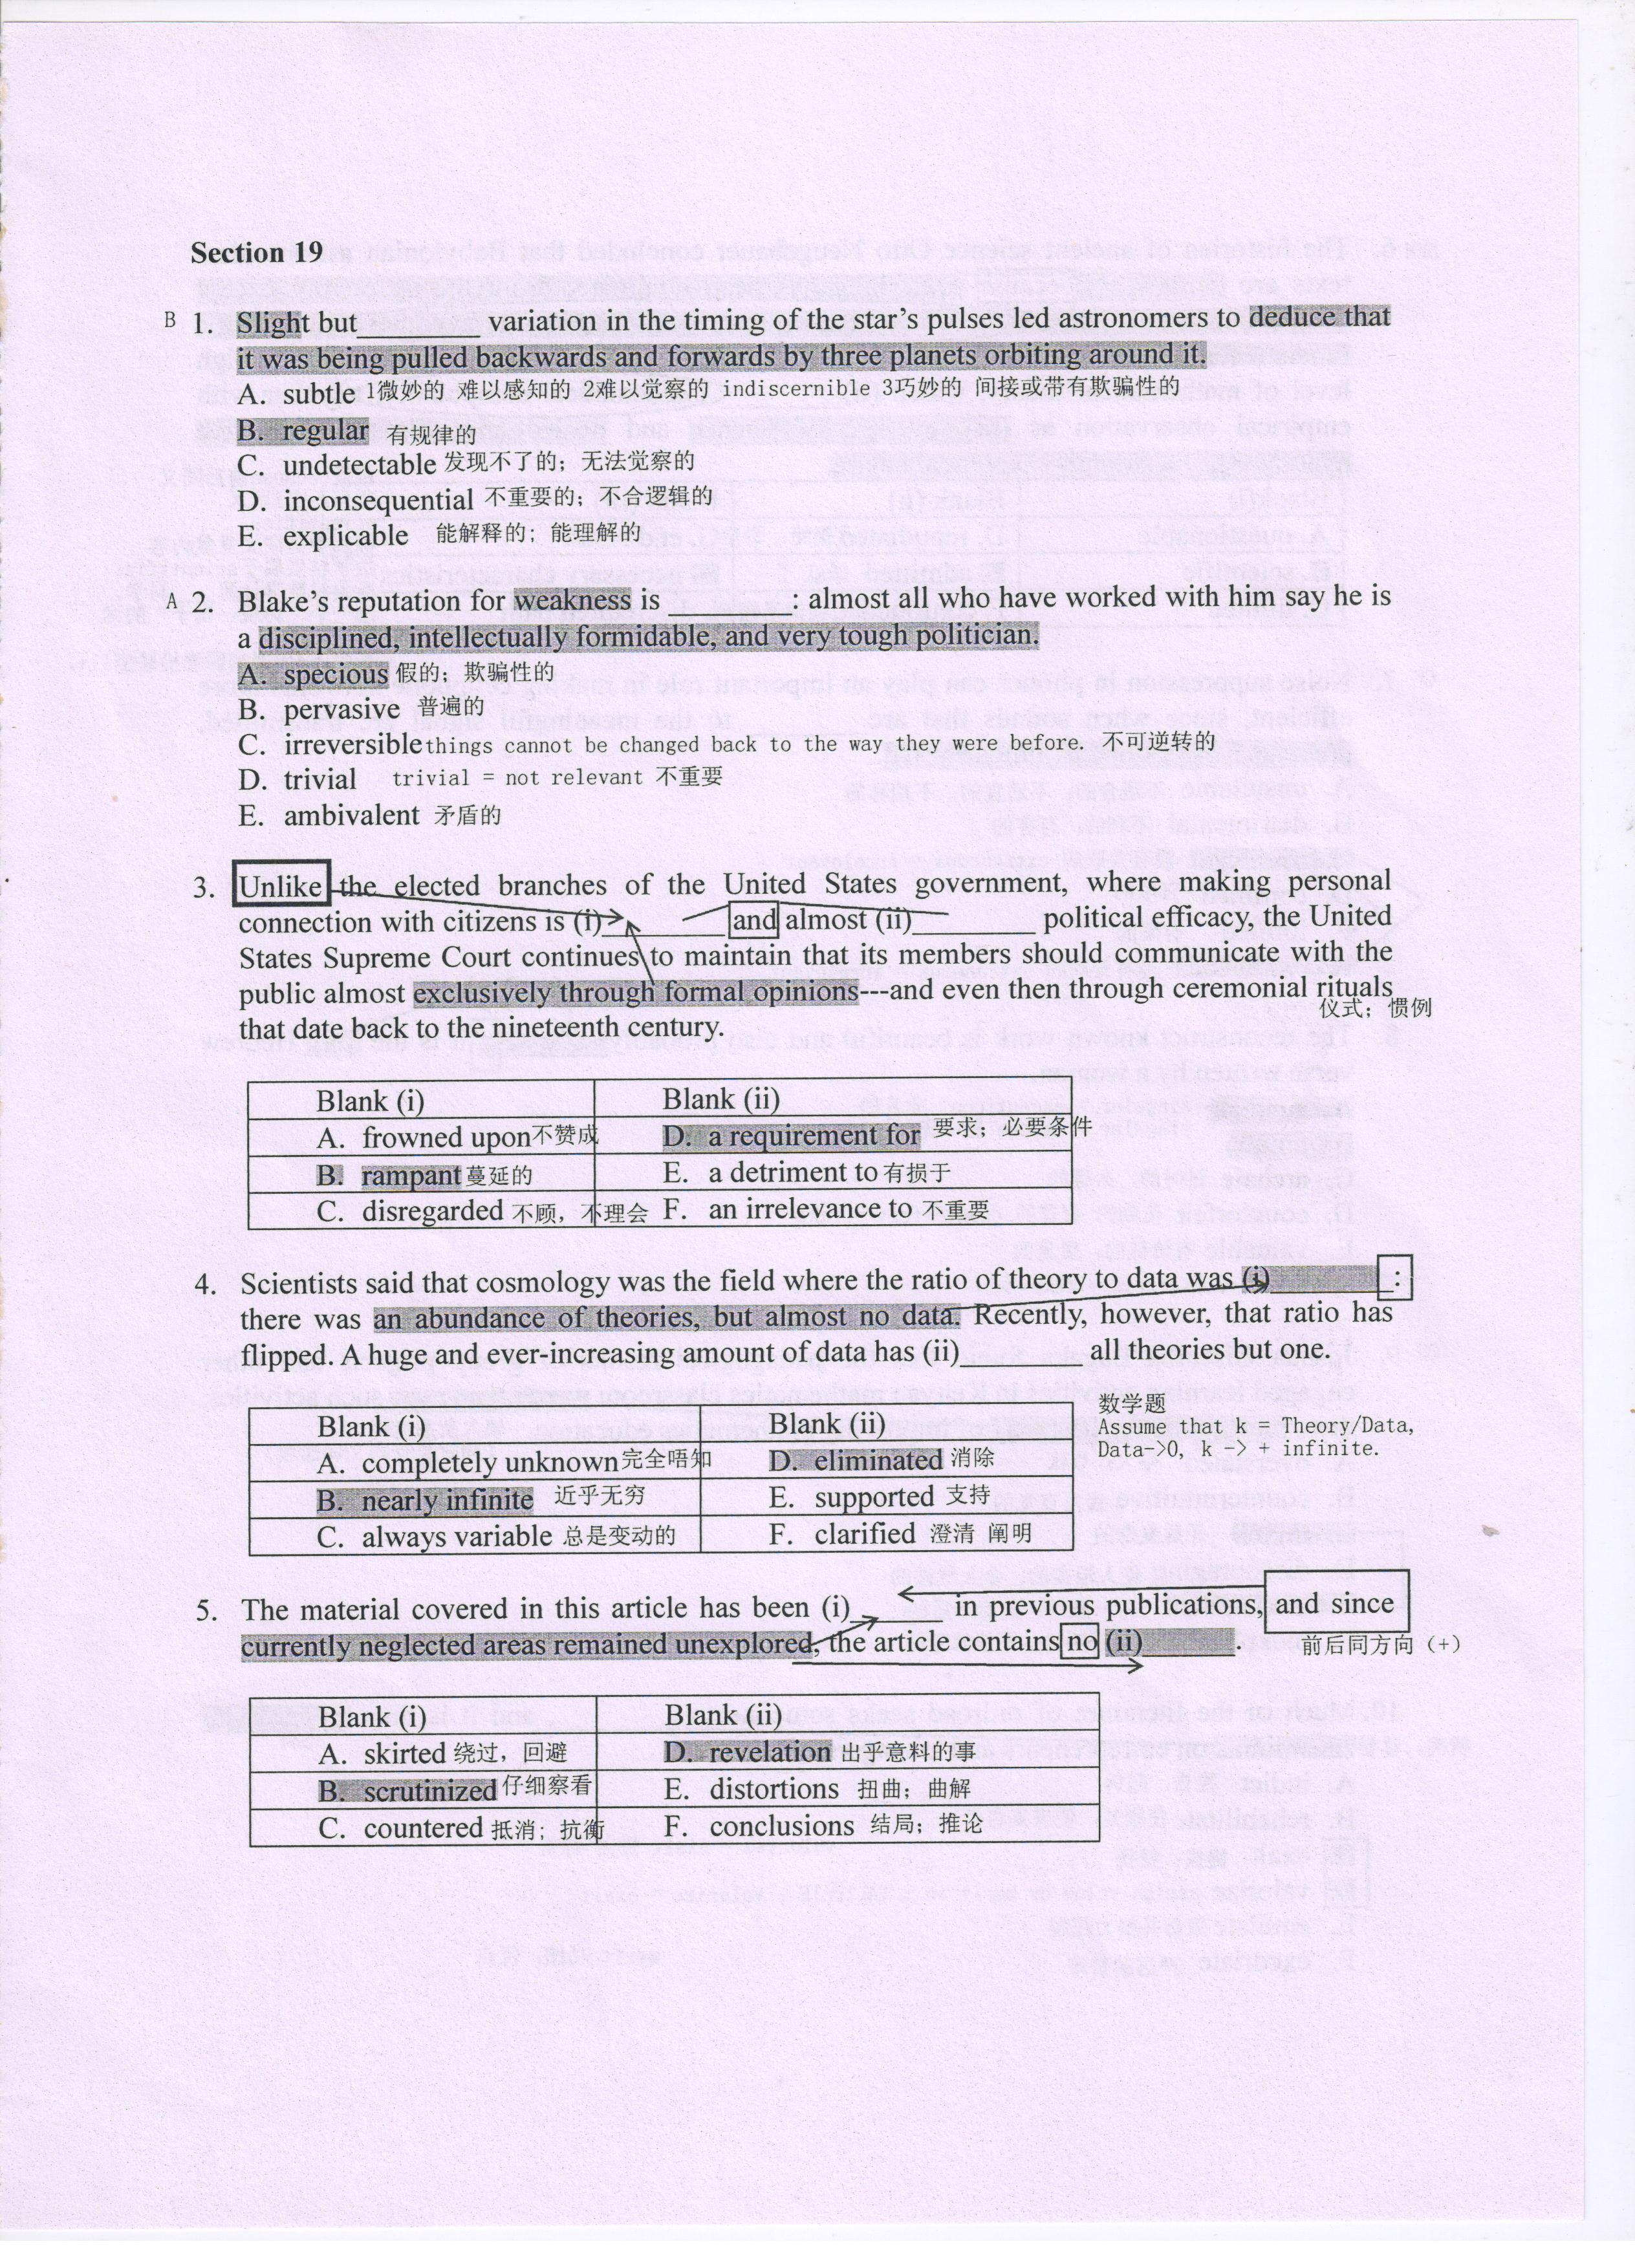 Section 19
B 1. Slight but ________ variation in the timing of the star's pulses led astronomers to deduce that
it was being pulled backwards and forwards by three planets orbiting around it.
A. subtle 1微妙的 难以感知的 2难以觉察的 indiscernible 3巧妙的 间接或带有欺骗性的
B. regular 有规律的
C. undetectable 发现不了的；无法觉察的
D. inconsequential 不重要的；不合逻辑的
E. explicable 能解释的；能理解的
A 2. Blake's reputation for weakness is ________: almost all who have worked with him say he is
a disciplined, intellectually formidable, and very tough politician.
A. specious 假的；欺骗性的
B. pervasive 普遍的
C. irreversible things cannot be changed back to the way they were before. 不可逆转的
D. trivial trivial = not relevant 不重要
E. ambivalent 矛盾的
3. Unlike the elected branches of the United States government, where making personal
connection with citizens is (i)________ and almost (ii)________ political efficacy, the United
States Supreme Court continues to maintain that its members should communicate with the
public almost exclusively through formal opinions---and even then through ceremonial rituals
仪式；惯例
that date back to the nineteenth century.
Blank (i) Blank (ii)
A. frowned upon 不赞成 D. a requirement for 要求；必要条件
B. rampant 蔓延的 E. a detriment to 有损于
C. disregarded 不顾，不理会 F. an irrelevance to 不重要
4. Scientists said that cosmology was the field where the ratio of theory to data was (i)________:
there was an abundance of theories, but almost no data. Recently, however, that ratio has
flipped. A huge and ever-increasing amount of data has (ii)________ all theories but one.
数学题
Assume that k = Theory/Data,
Data->0, k -> + infinite.
Blank (i) Blank (ii)
A. completely unknown 完全唔知 D. eliminated 消除
B. nearly infinite 近乎无穷 E. supported 支持
C. always variable 总是变动的 F. clarified 澄清 阐明
5. The material covered in this article has been (i)______ in previous publications, and since
currently neglected areas remained unexplored, the article contains no (ii)______.
前后同方向（+）
Blank (i) Blank (ii)
A. skirted 绕过，回避 D. revelation 出乎意料的事
B. scrutinized 仔细察看 E. distortions 扭曲；曲解
C. countered 抵消；抗衡 F. conclusions 结局；推论